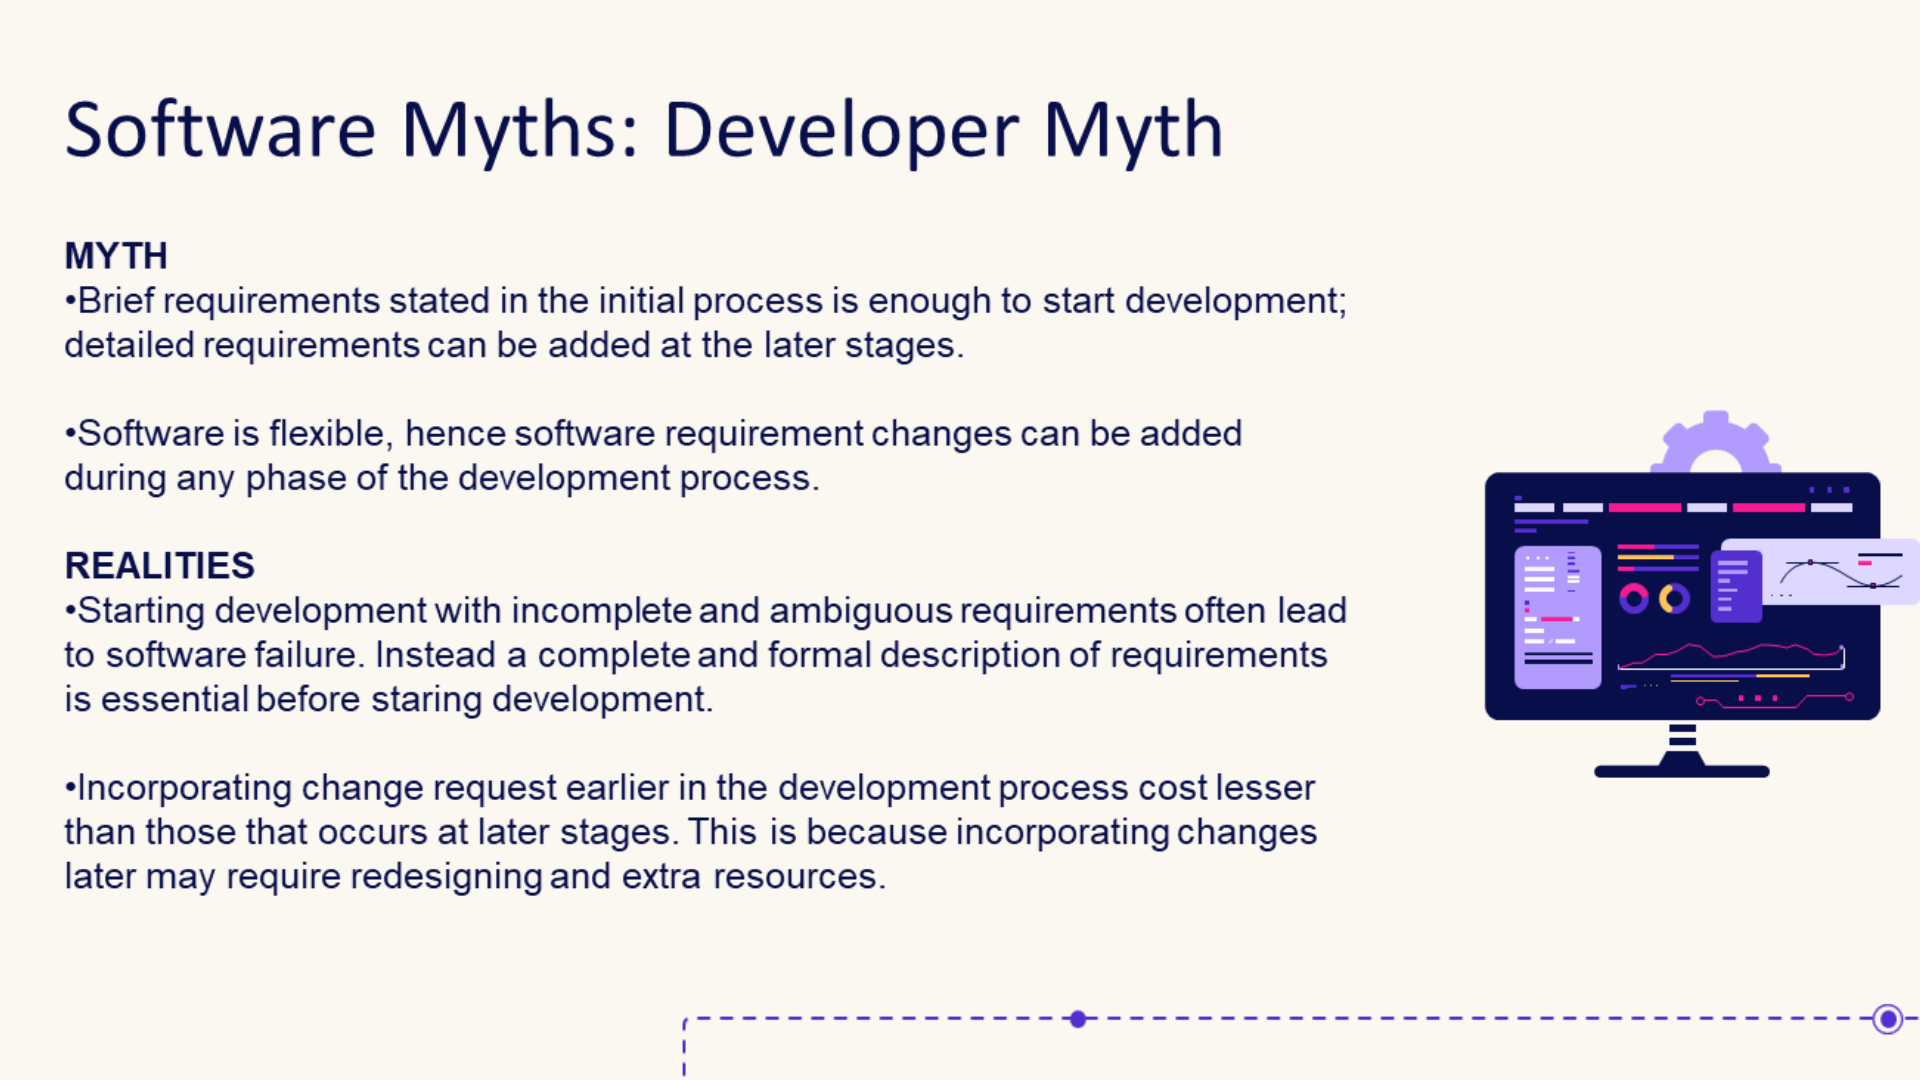 Software Myths: Developer Myth
MYTH
•Brief requirements stated in the initial process is enough to start development;
detailed requirements can be added at the later stages.
•Software is flexible, hence software requirement changes can be added
during any phase of the development process.
REALITIES
•Starting development with incomplete and ambiguous requirements often lead
to software failure. Instead a complete and formal description of requirements
is essential before staring development.
•Incorporating change request earlier in the development process cost lesser
than those that occurs at later stages. This is because incorporating changes
later may require redesigning and extra resources.